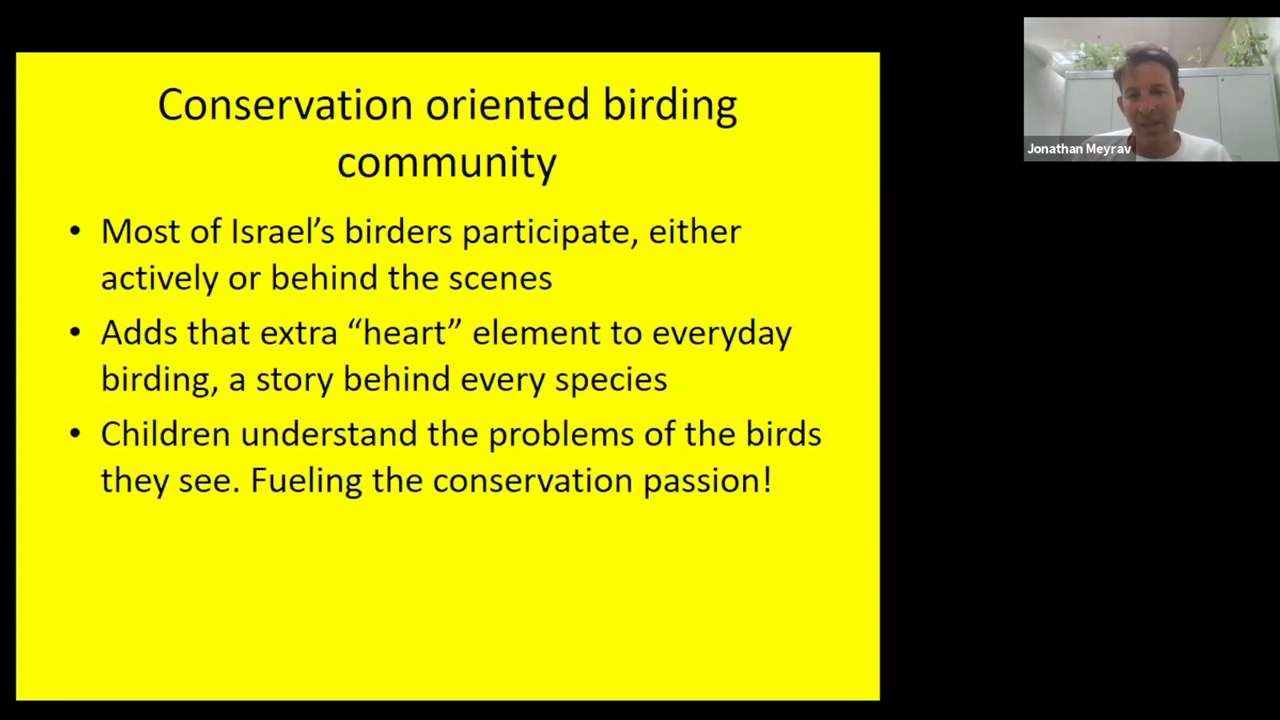 Conservation oriented birding
community
• Most of Israel’s birders participate, either
actively or behind the scenes
• Adds that extra “heart” element to everyday
birding, a story behind every species
• Children understand the problems of the birds
they see. Fueling the conservation passion!
Jonathan Meyrav